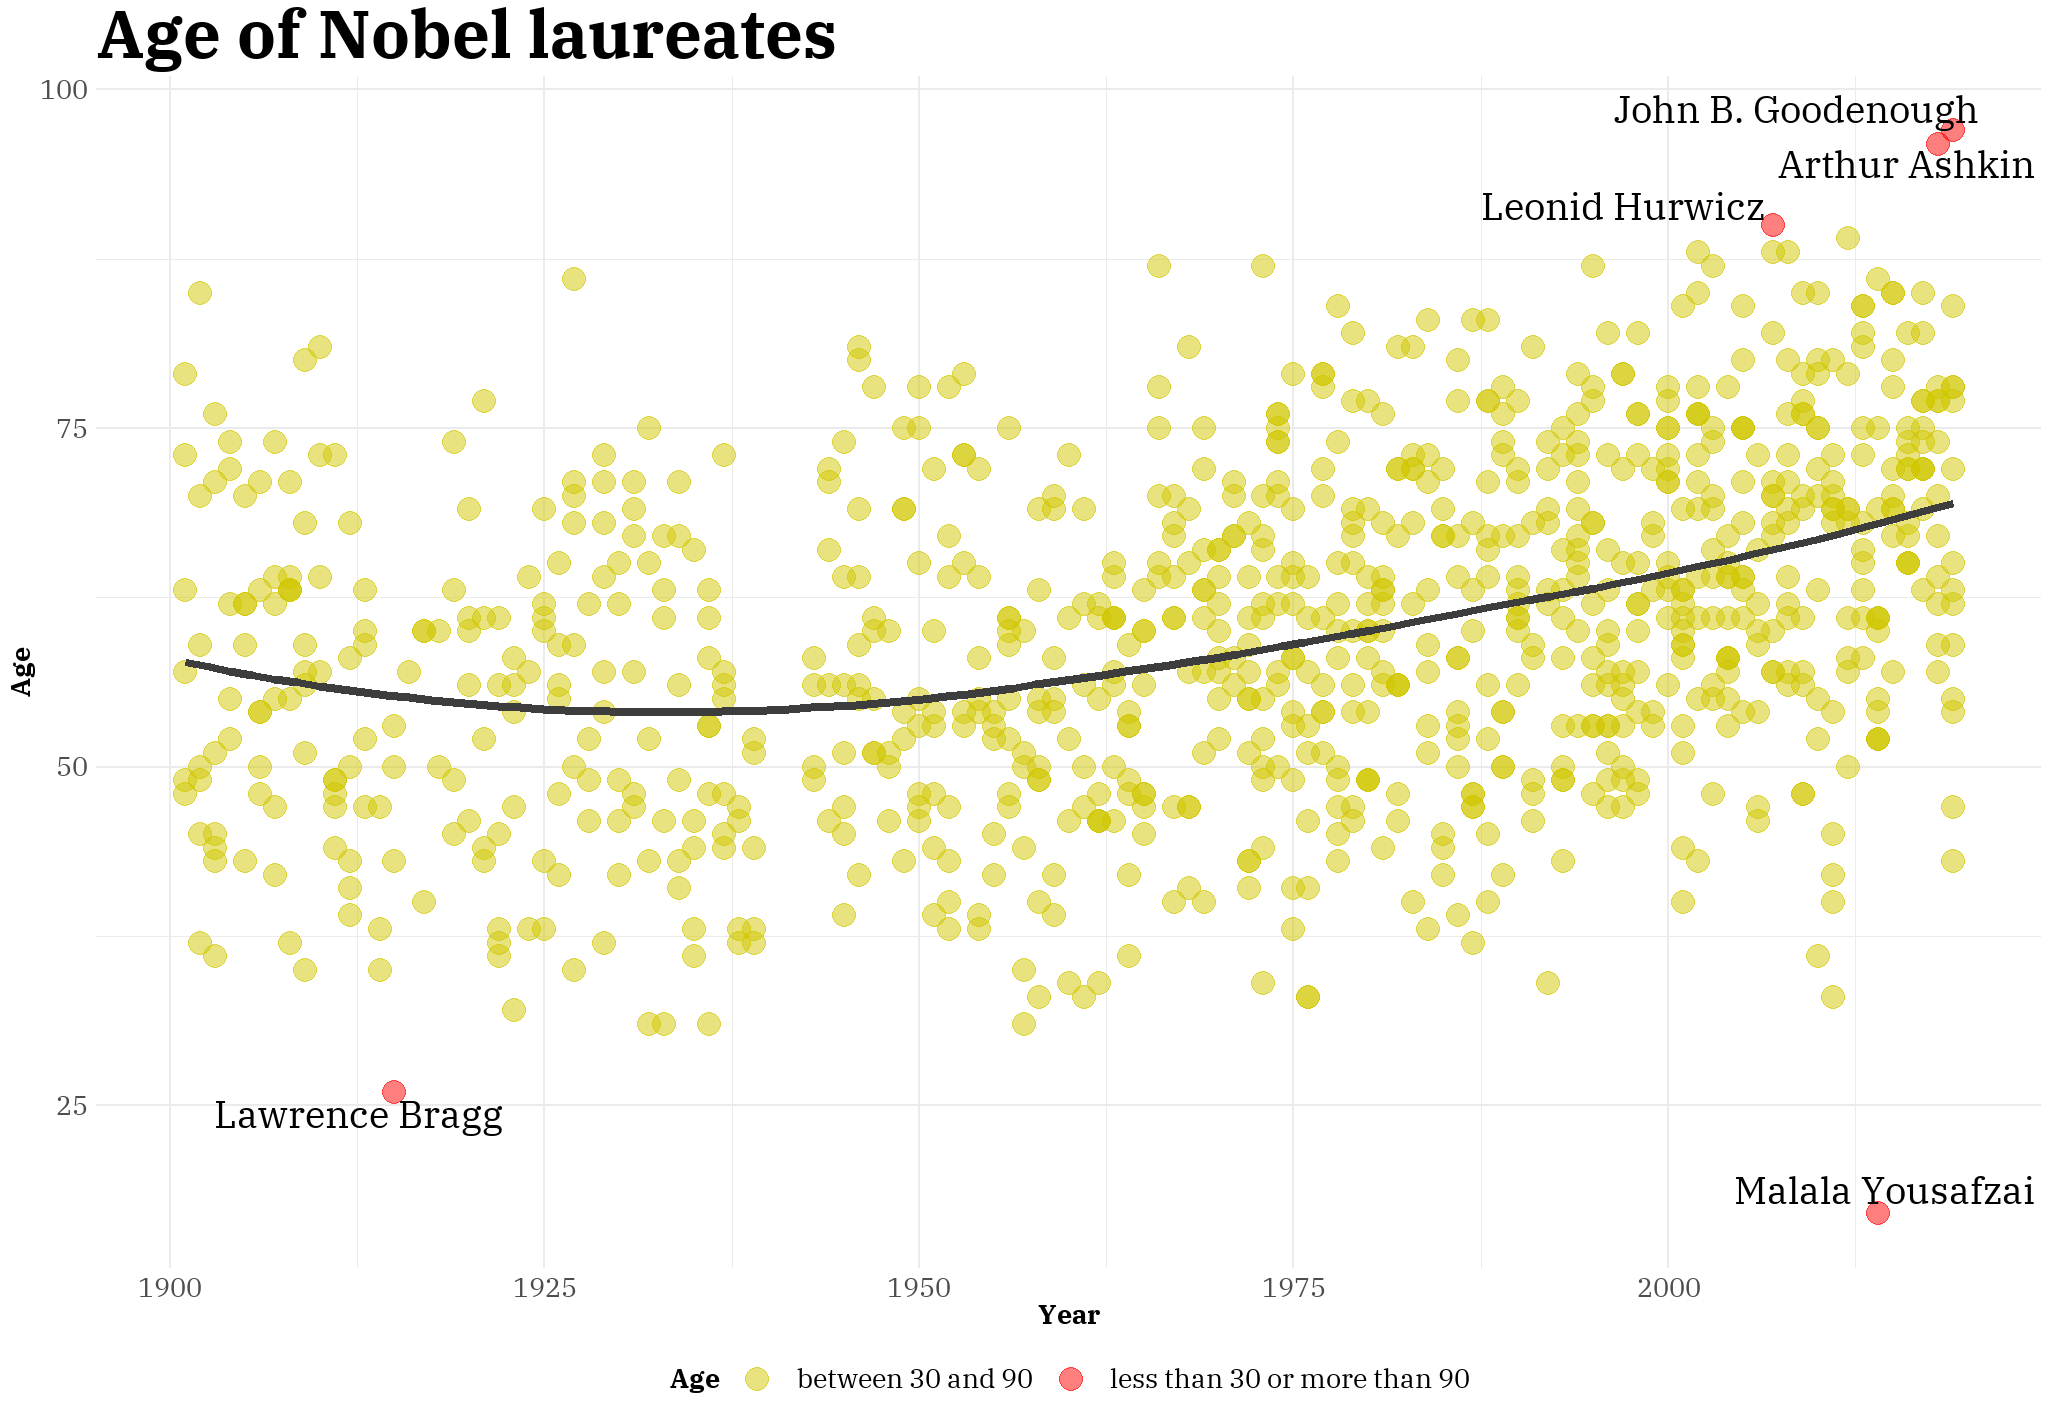 Age of Nobel laureates
100
John B. Goodenough
Arthur Ashkin
Leonid Hurwicz
75
Age
50
25
Lawrence Bragg
Malala Yousafzai
1900 1925 1950 1975 2000
Year
Age between 30 and 90 less than 30 or more than 90